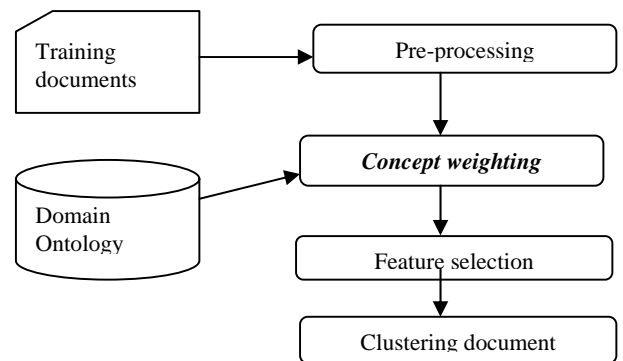 Training
documents
Pre-processing
Concept weighting
Domain
Ontology
Feature selection
Clustering document